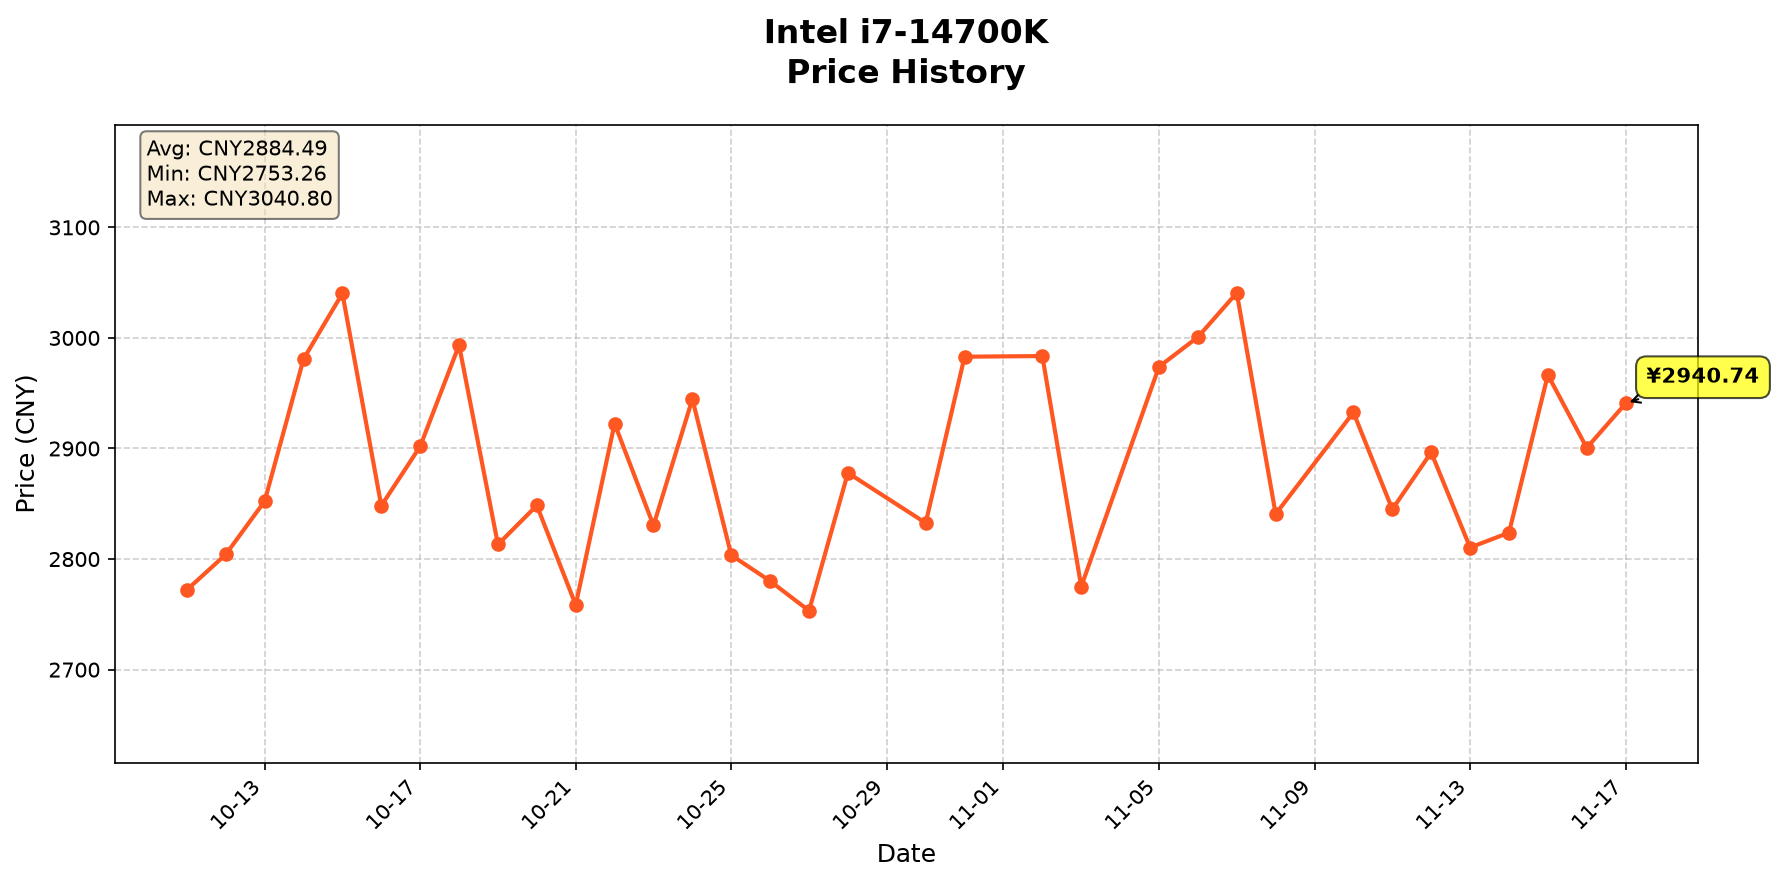 Intel i7-14700K
Price History
Avg: CNY2884.49
Min: CNY2753.26
Max: CNY3040.80
3100
3000
2900
2800
2700
Price (CNY)
¥2940.74
10-13
10-17
10-21
10-25
10-29
11-01
11-05
11-09
11-13
11-17
Date